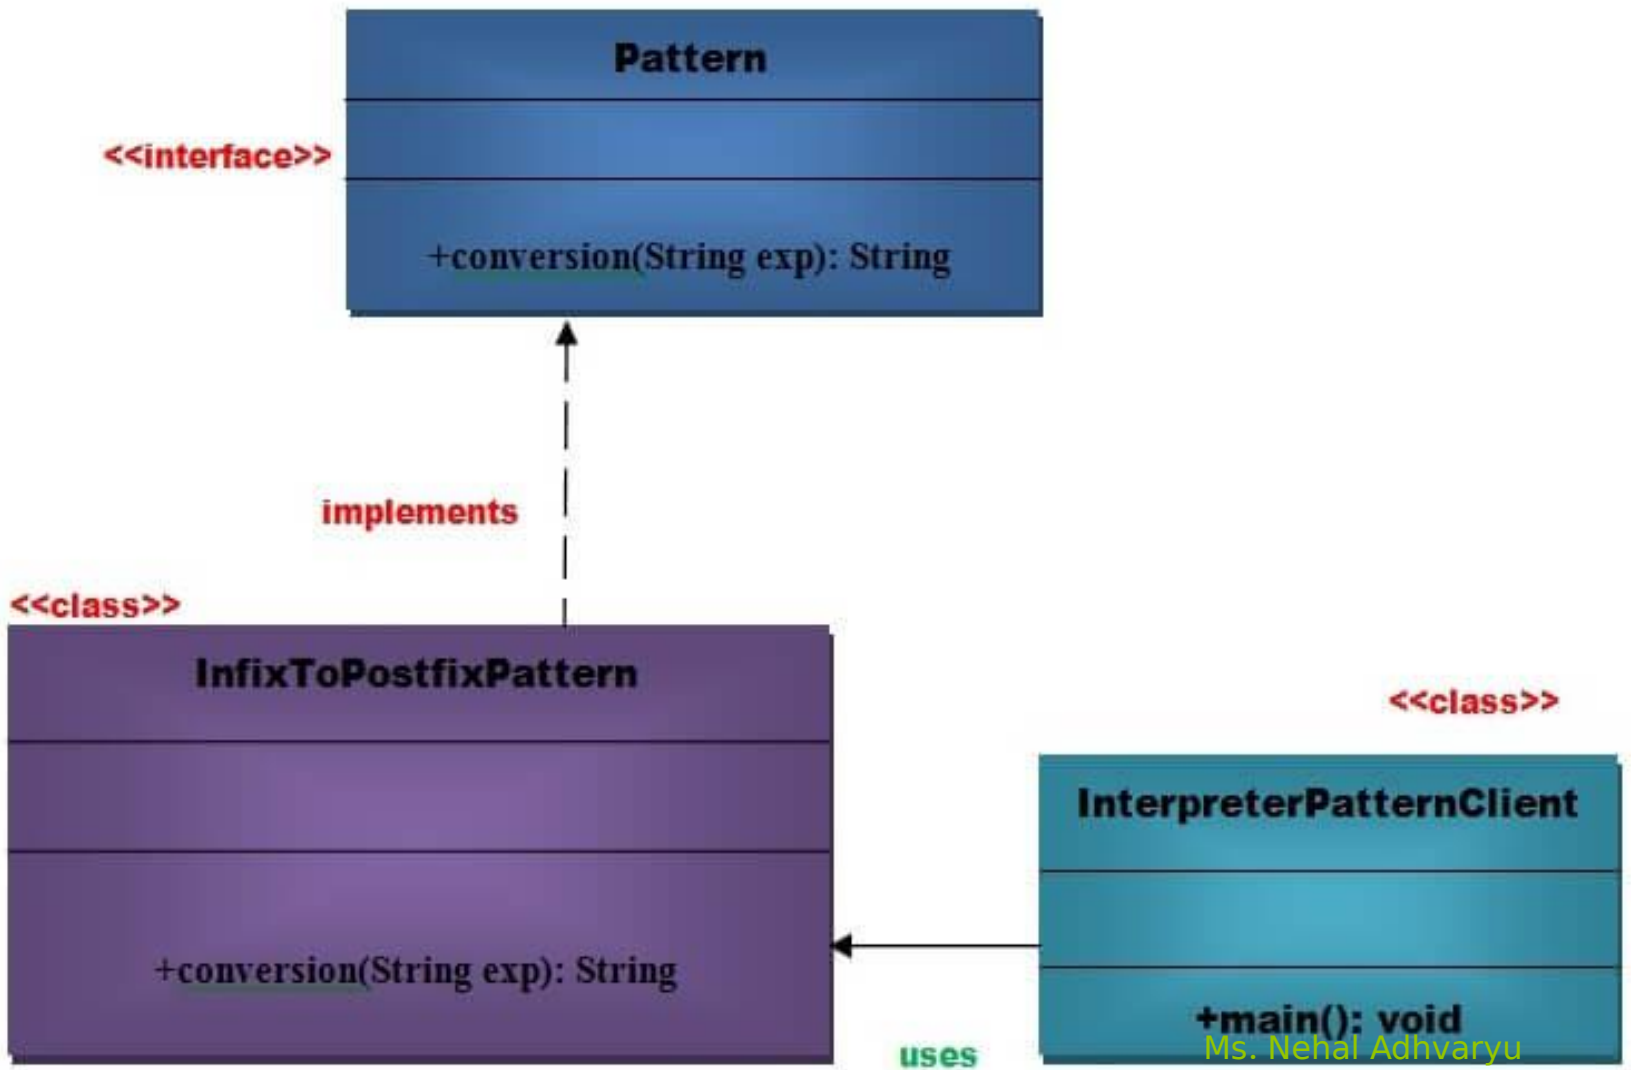 Pattern
<<interface>>
+conversion(String exp): String
implements
<<class>>
InfixToPostfixPattern
<<class>>
InterpreterPatternClient
+conversion(String exp): String
+main(): void
Ms. Nehal Adhvaryu
uses